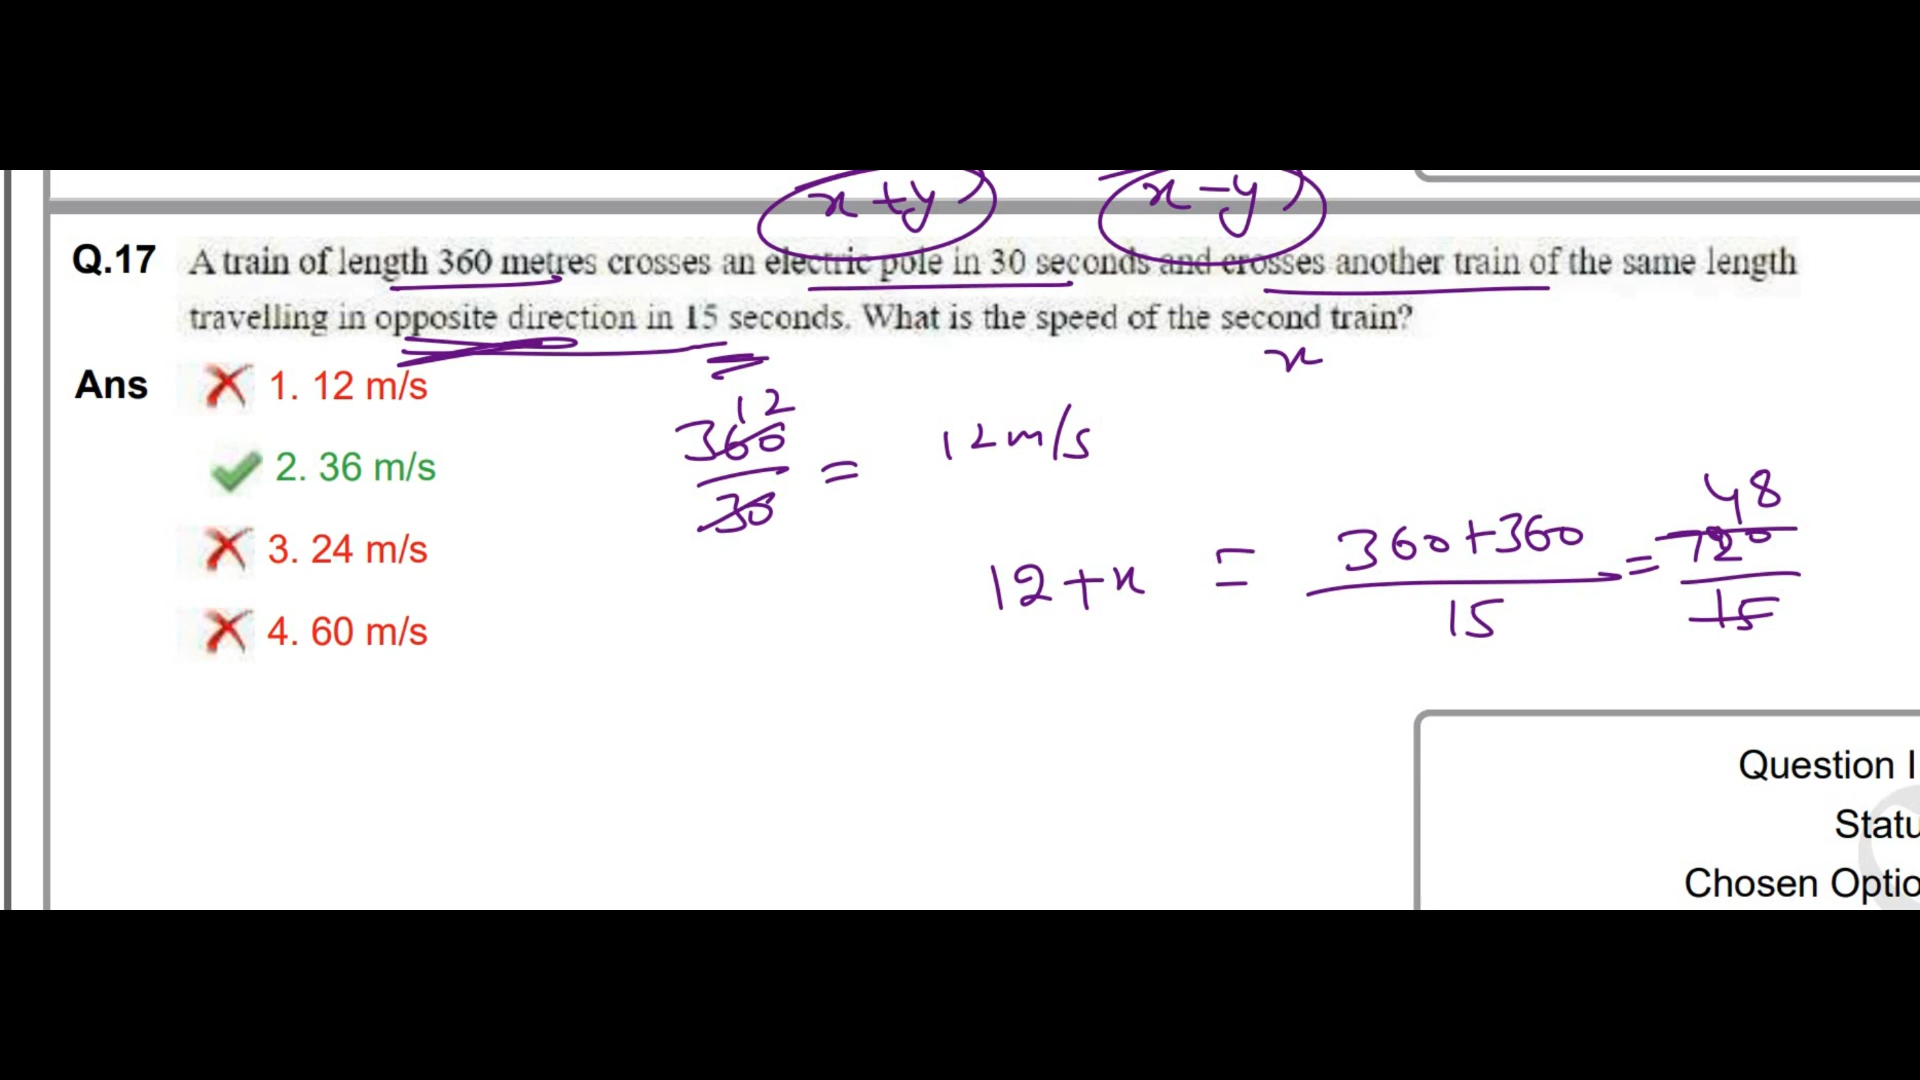 x + y x - y
Q.17 A train of length 360 metres crosses an electric pole in 30 seconds and crosses another train of the same length
travelling in opposite direction in 15 seconds. What is the speed of the second train?
x
Ans 1. 12 m/s
2. 36 m/s
3. 24 m/s
4. 60 m/s
12
360
30
= 12 m/s
12 + x = 360+360
15
= 48
720
15
Question I
Statu
Chosen Optio